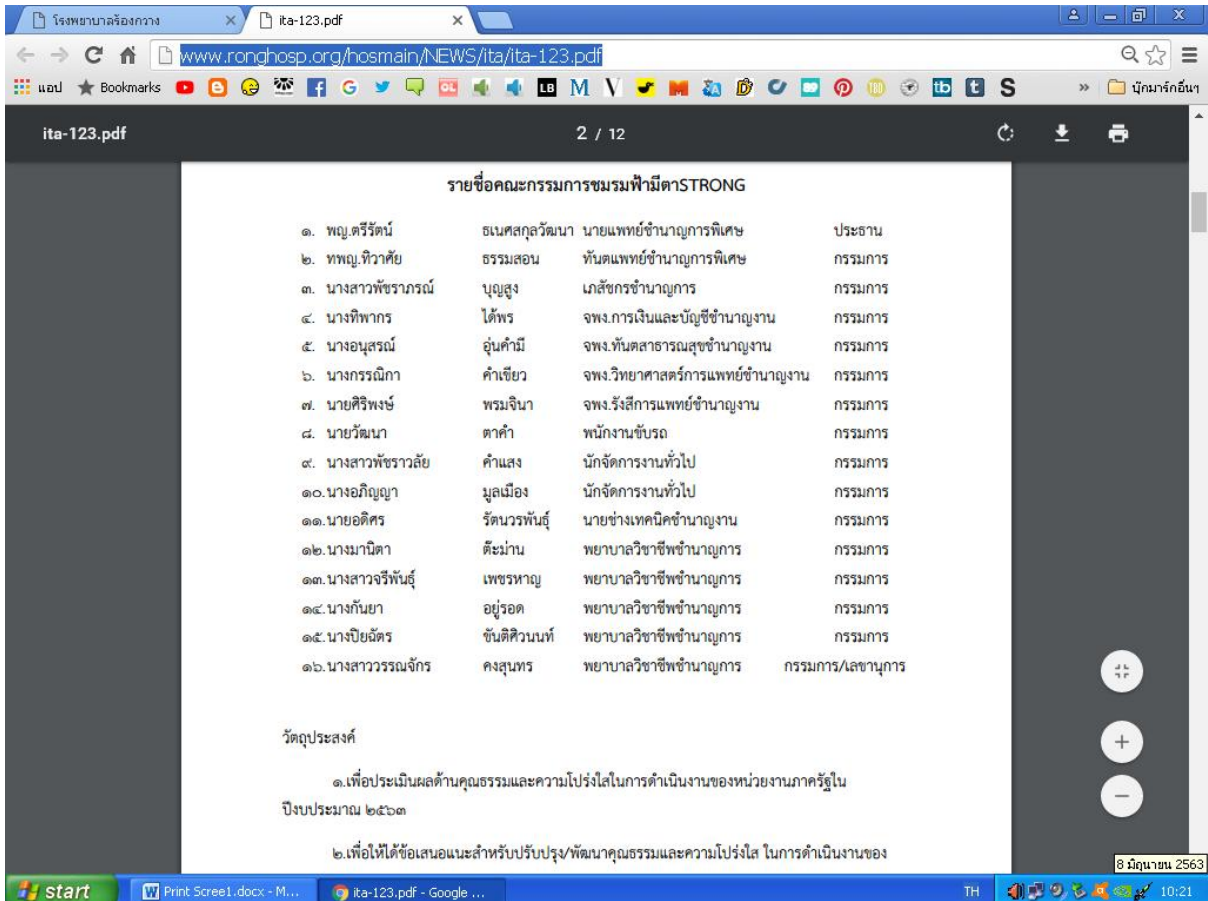 โรงพยาบาลร้องกวาง
ita-123.pdf
www.ronghosp.org/hosmain/NEWS/ita/ita-123.pdf
แอป Bookmarks
» บุ๊กมาร์กอื่นๆ
ita-123.pdf 2 / 12
รายชื่อคณะกรรมการชมรมฟ้ามีตาSTRONG
๑. พญ.ตรีรัตน์ ธเนศสกุลวัฒนา นายแพทย์ชำนาญการพิเศษ ประธาน
๒. ทพญ.ทิวาศัย ธรรมสอน ทันตแพทย์ชำนาญการพิเศษ กรรมการ
๓. นางสาวพัชราภรณ์ บุญสูง เภสัชกรชำนาญการ กรรมการ
๔. นางทิพากร ได้พร จพง.การเงินและบัญชีชำนาญงาน กรรมการ
๕. นางอนุสรณ์ อุ่นคำมี จพง.ทันตสาธารณสุขชำนาญงาน กรรมการ
๖. นางกรรณิกา คำเขียว จพง.วิทยาศาสตร์การแพทย์ชำนาญงาน กรรมการ
๗. นายศิริพงษ์ พรมจินา จพง.รังสีการแพทย์ชำนาญงาน กรรมการ
๘. นายวัฒนา ตาคำ พนักงานขับรถ กรรมการ
๙. นางสาวพัชราวลัย คำแสง นักจัดการงานทั่วไป กรรมการ
๑๐.นางอภิญญา มูลเมือง นักจัดการงานทั่วไป กรรมการ
๑๑.นายอดิศร รัตนวรพันธุ์ นายช่างเทคนิคชำนาญงาน กรรมการ
๑๒.นางมานิตา ต๊ะม่าน พยาบาลวิชาชีพชำนาญการ กรรมการ
๑๓.นางสาวจรีพันธุ์ เพชรหาญ พยาบาลวิชาชีพชำนาญการ กรรมการ
๑๔.นางกันยา อยู่รอด พยาบาลวิชาชีพชำนาญการ กรรมการ
๑๕.นางปิยฉัตร ขันติศิวนนท์ พยาบาลวิชาชีพชำนาญการ กรรมการ
๑๖.นางสาววรรณจักร คงสุนทร พยาบาลวิชาชีพชำนาญการ กรรมการ/เลขานุการ
วัตถุประสงค์
๑.เพื่อประเมินผลด้านคุณธรรมและความโปร่งใสในการดำเนินงานของหน่วยงานภาครัฐใน
ปีงบประมาณ ๒๕๖๓
๒.เพื่อให้ได้ข้อเสนอแนะสำหรับปรับปรุง/พัฒนาคุณธรรมและความโปร่งใส ในการดำเนินงานของ
8 มิถุนายน 2563
start Print Scree1.docx - M... ita-123.pdf - Google ... TH 10:21